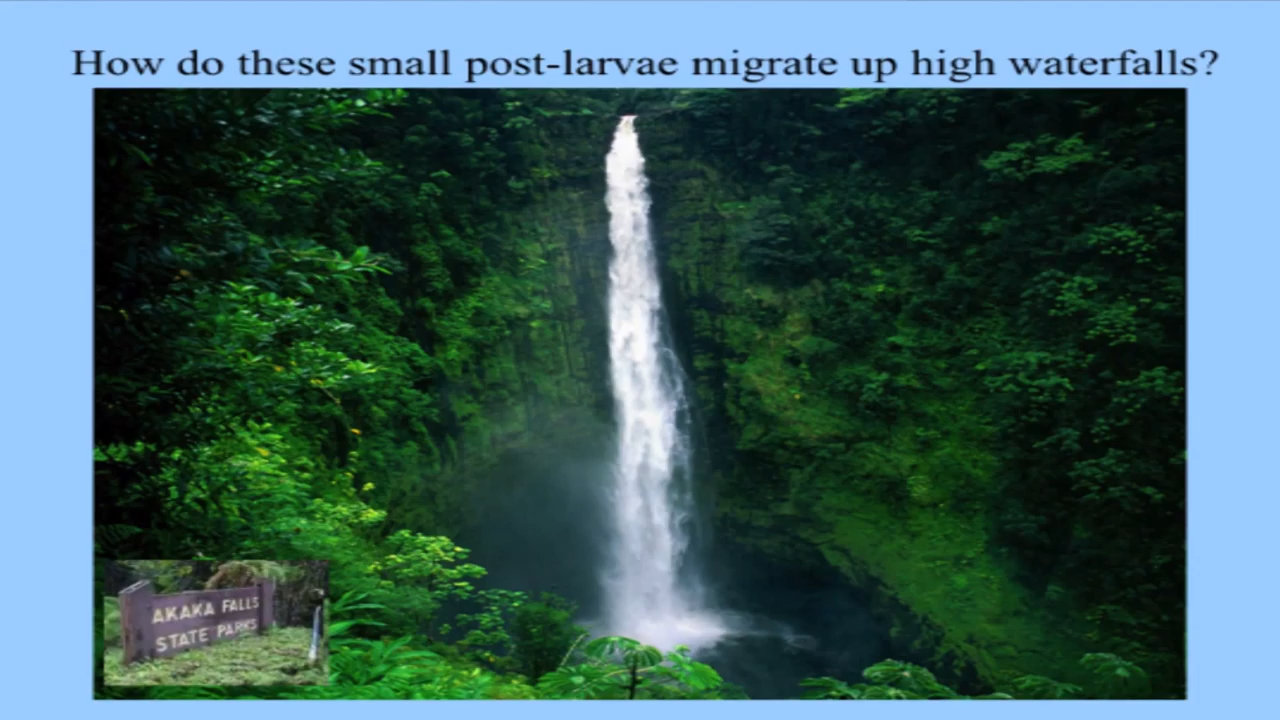 How do these small post-larvae migrate up high waterfalls?
AKAKA FALLS
STATE PARKS